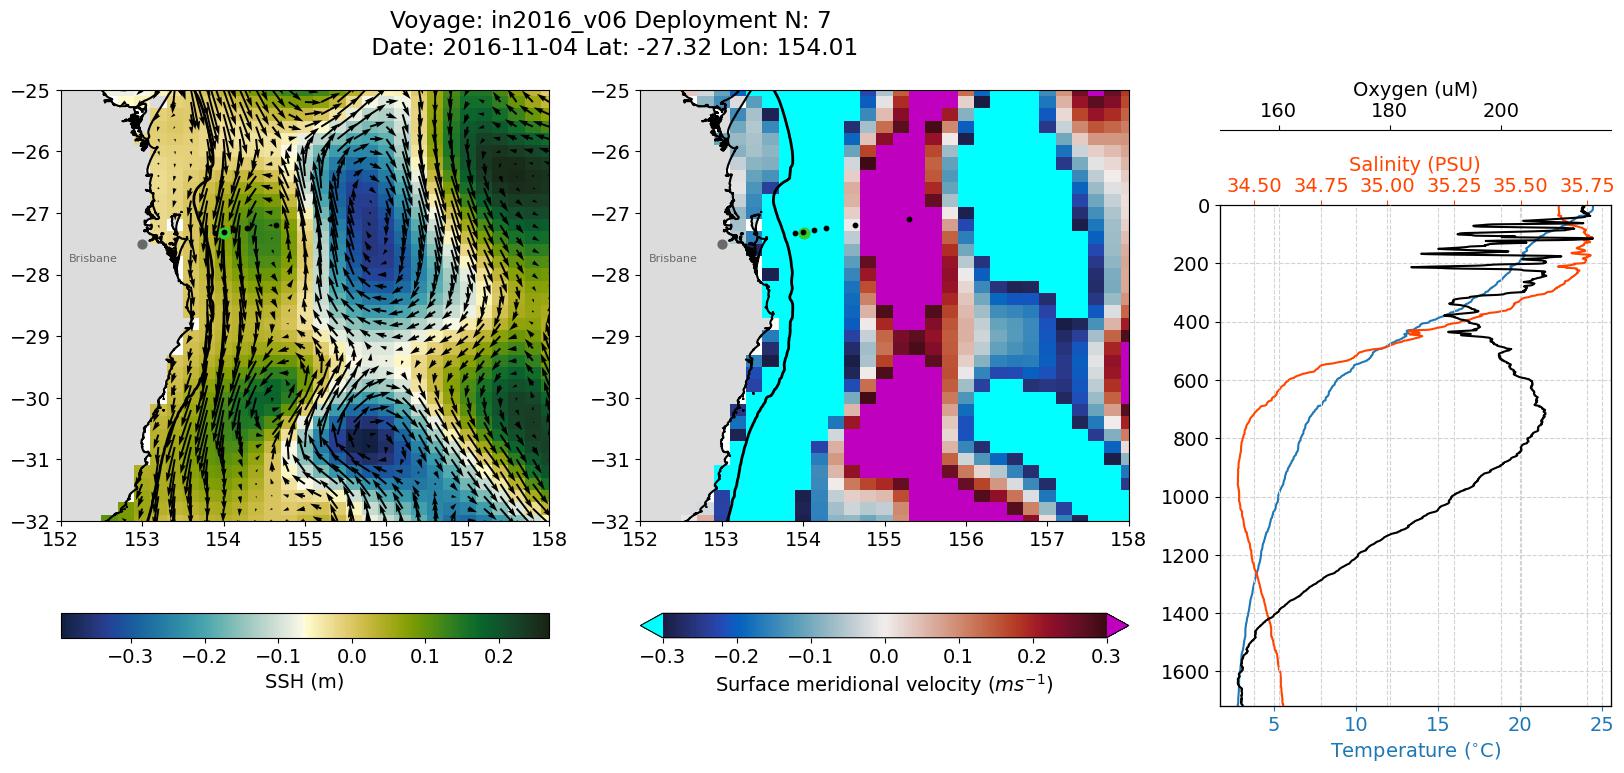 Voyage: in2016_v06 Deployment N: 7
Date: 2016-11-04 Lat: -27.32 Lon: 154.01
−25
−26
−27
−28
−29
−30
−31
−32
152 153 154 155 156 157 158
Brisbane
−0.3 −0.2 −0.1 0.0 0.1 0.2
SSH (m)
−25
−26
−27
−28
−29
−30
−31
−32
152 153 154 155 156 157 158
Brisbane
−0.3 −0.2 −0.1 0.0 0.1 0.2 0.3
Surface meridional velocity (ms⁻¹)
Oxygen (uM)
160 180 200
Salinity (PSU)
34.50 34.75 35.00 35.25 35.50 35.75
0
200
400
600
800
1000
1200
1400
1600
5 10 15 20 25
Temperature (°C)